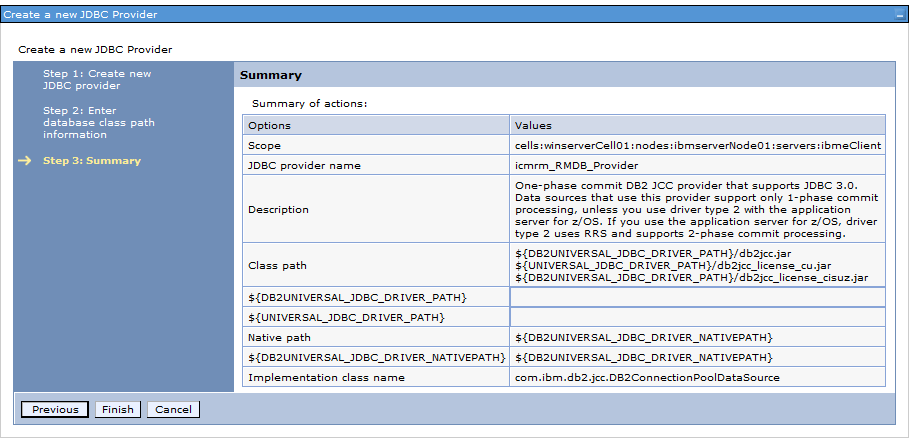 Create a new JDBC Provider
Create a new JDBC Provider
Step 1: Create new
JDBC provider
Step 2: Enter
database class path
information
Step 3: Summary
Summary
Summary of actions:
Options Values
Scope cells:winserverCell01:nodes:ibmserverNode01:servers:ibmeClient
JDBC provider name icmrm_RMDB_Provider
Description
One-phase commit DB2 JCC provider that supports JDBC 3.0.
Data sources that use this provider support only 1-phase commit
processing, unless you use driver type 2 with the application
server for z/OS. If you use the application server for z/OS, driver
type 2 uses RRS and supports 2-phase commit processing.
Class path
${DB2UNIVERSAL_JDBC_DRIVER_PATH}/db2jcc.jar
${UNIVERSAL_JDBC_DRIVER_PATH}/db2jcc_license_cu.jar
${DB2UNIVERSAL_JDBC_DRIVER_PATH}/db2jcc_license_cisuz.jar
${DB2UNIVERSAL_JDBC_DRIVER_PATH}
${UNIVERSAL_JDBC_DRIVER_PATH}
Native path ${DB2UNIVERSAL_JDBC_DRIVER_NATIVEPATH}
${DB2UNIVERSAL_JDBC_DRIVER_NATIVEPATH} ${DB2UNIVERSAL_JDBC_DRIVER_NATIVEPATH}
Implementation class name com.ibm.db2.jcc.DB2ConnectionPoolDataSource
Previous Finish Cancel